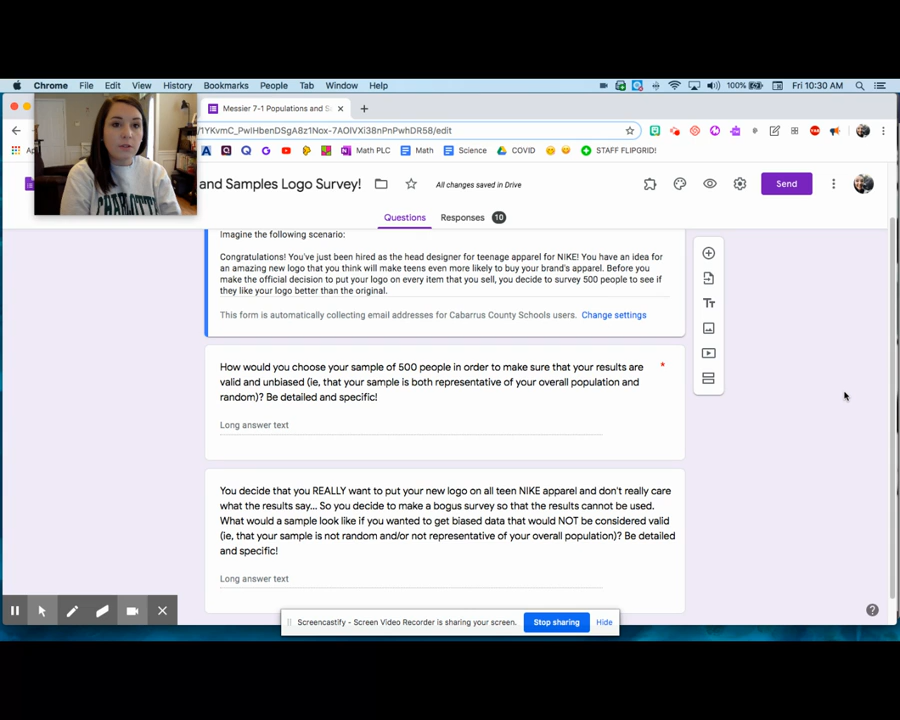 Chrome File Edit View History Bookmarks People Tab Window Help 100% Fri 10:30 AM
Messier 7-1 Populations and S
/1YKvmC_PwIHbenDSgA8z1Nox-7AOlVXi38nPnPwhDR58/edit
Math PLC Math Science COVID STAFF FLIPGRID!
and Samples Logo Survey! All changes saved in Drive Send
CHARLOTTE
Questions Responses 10
Imagine the following scenario:
Congratulations! You've just been hired as the head designer for teenage apparel for NIKE! You have an idea for
an amazing new logo that you think will make teens even more likely to buy your brand's apparel. Before you
make the official decision to put your logo on every item that you sell, you decide to survey 500 people to see if
they like your logo better than the original.
This form is automatically collecting email addresses for Cabarrus County Schools users. Change settings
How would you choose your sample of 500 people in order to make sure that your results are *
valid and unbiased (ie, that your sample is both representative of your overall population and
random)? Be detailed and specific!
Long answer text
You decide that you REALLY want to put your new logo on all teen NIKE apparel and don't really care
what the results say... So you decide to make a bogus survey so that the results cannot be used.
What would a sample look like if you wanted to get biased data that would NOT be considered valid
(ie, that your sample is not random and/or not representative of your overall population)? Be detailed
and specific!
Long answer text
Screencastify - Screen Video Recorder is sharing your screen. Stop sharing Hide